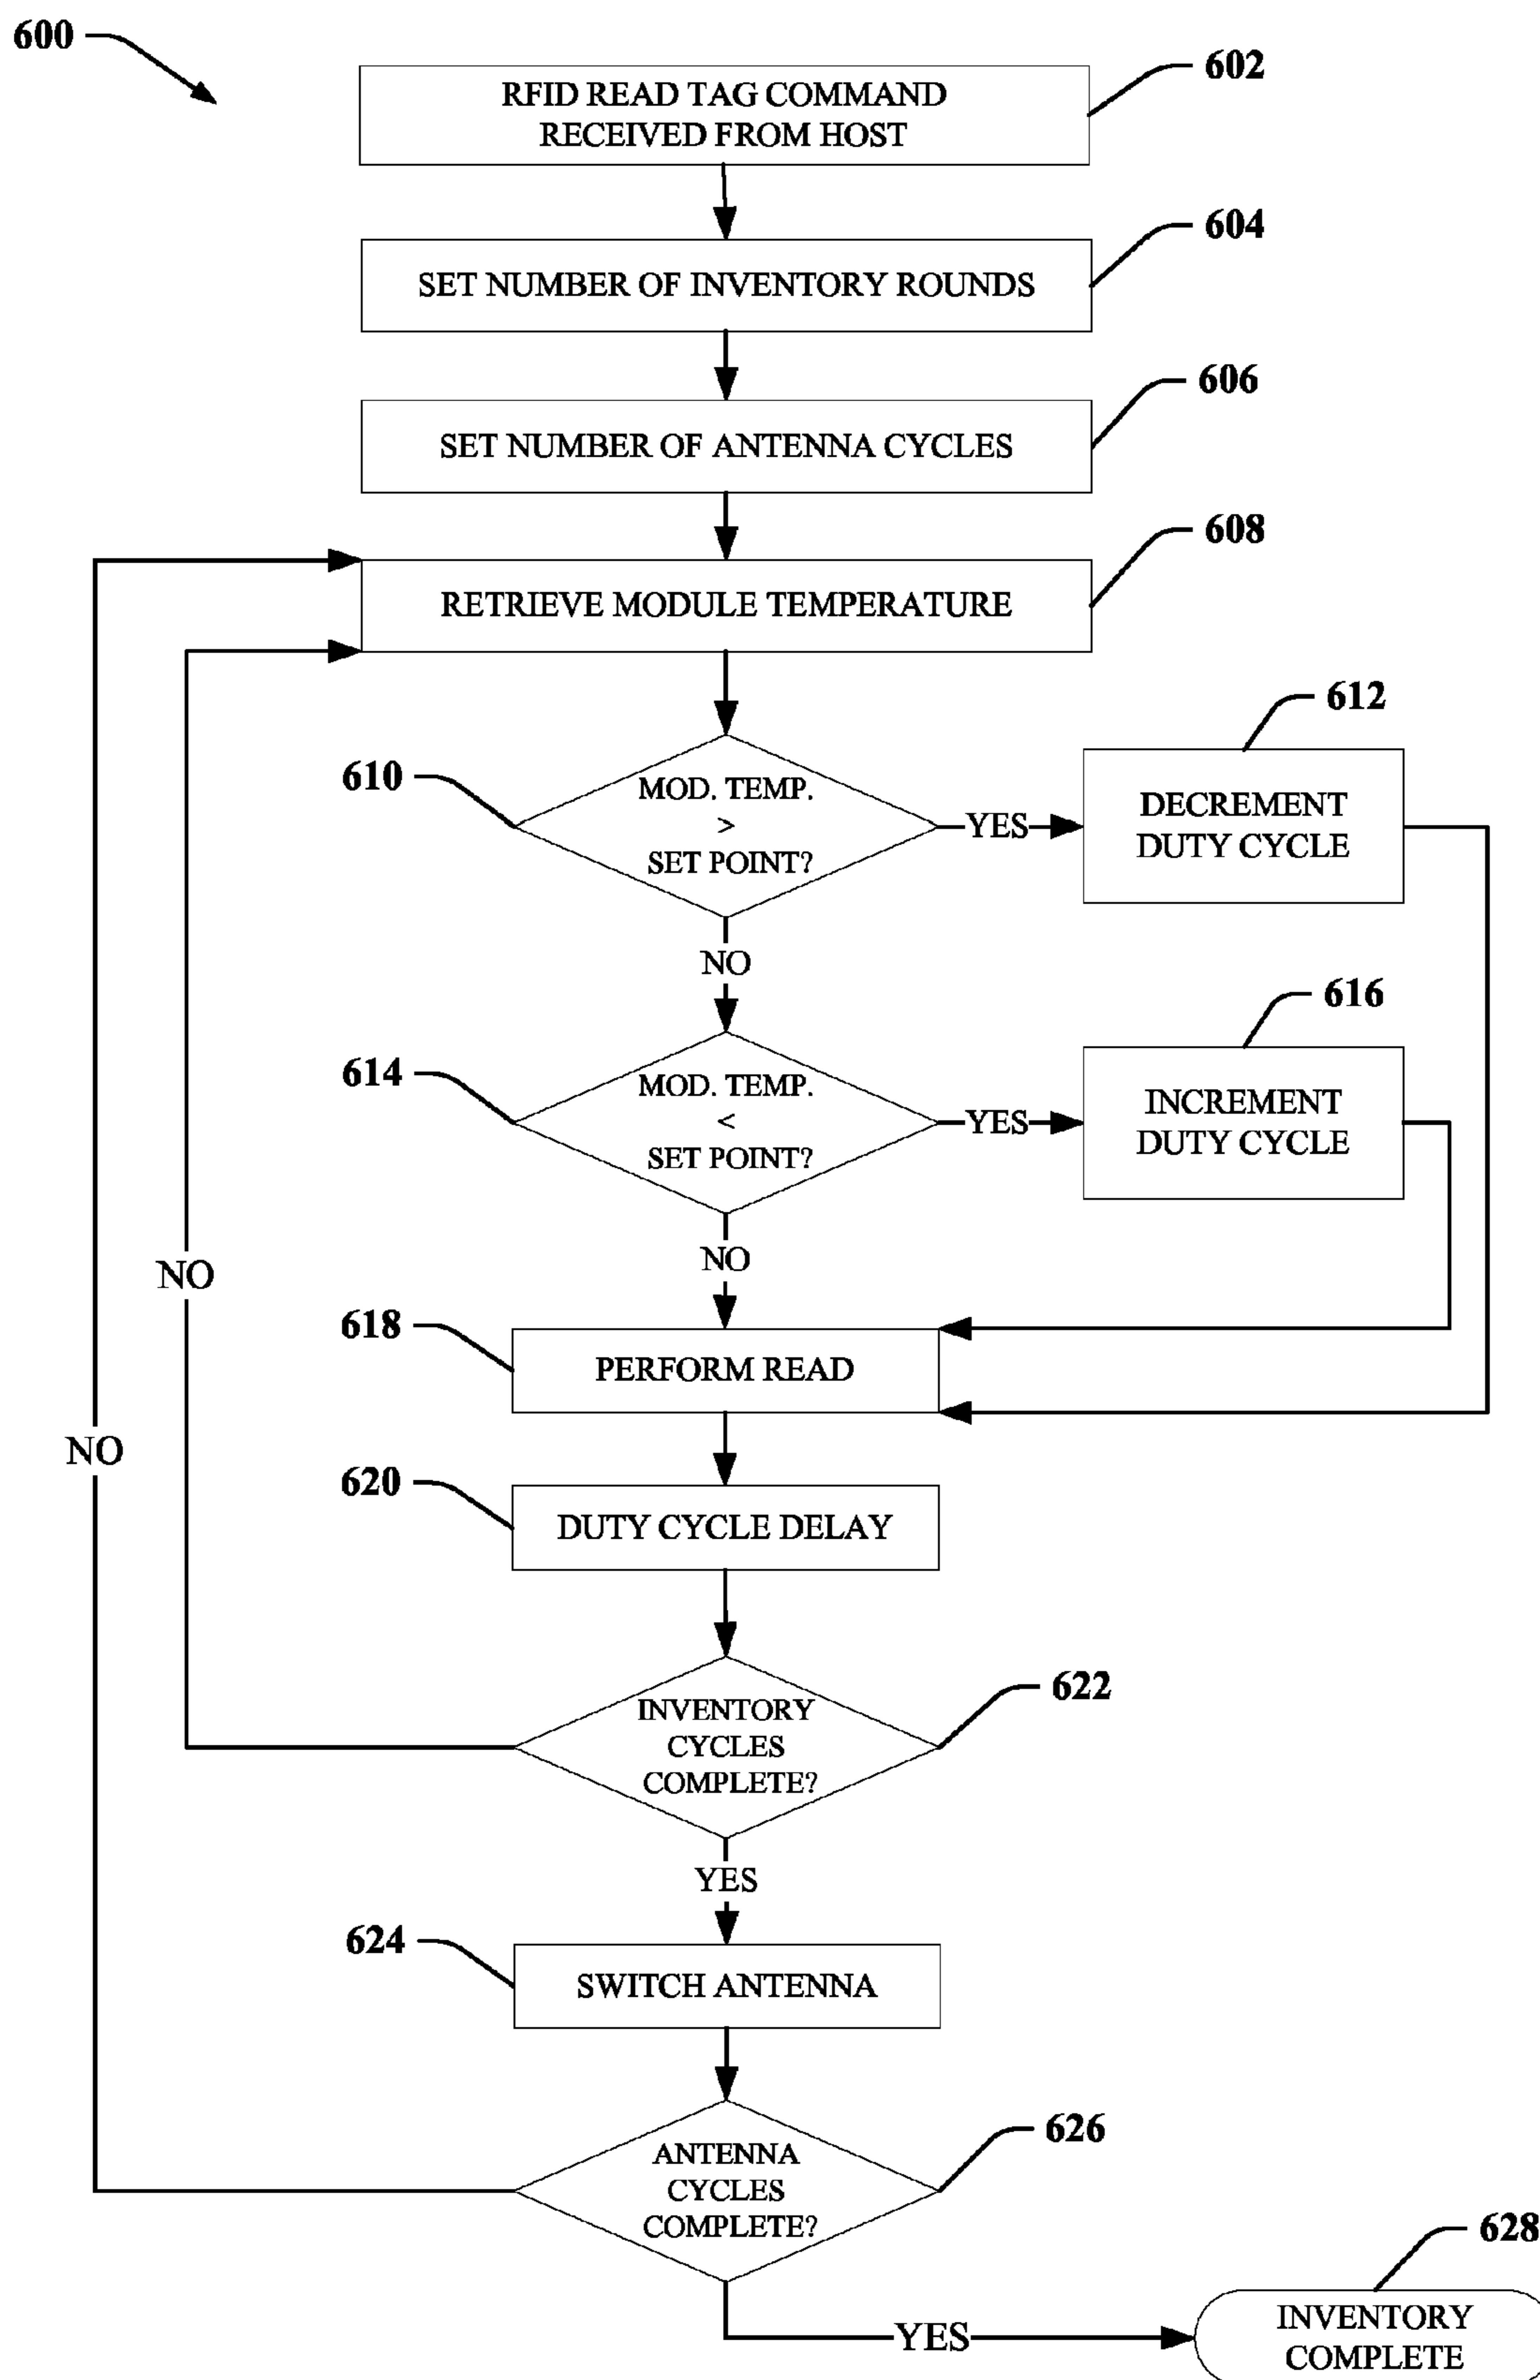 600
602
RFID READ TAG COMMAND
RECEIVED FROM HOST
604
SET NUMBER OF INVENTORY ROUNDS
606
SET NUMBER OF ANTENNA CYCLES
608
RETRIEVE MODULE TEMPERATURE
610
MOD. TEMP.
>
SET POINT?
YES
612
DECREMENT
DUTY CYCLE
NO
614
MOD. TEMP.
<
SET POINT?
YES
616
INCREMENT
DUTY CYCLE
NO
NO
618
PERFORM READ
NO
620
DUTY CYCLE DELAY
622
INVENTORY
CYCLES
COMPLETE?
YES
624
SWITCH ANTENNA
626
ANTENNA
CYCLES
COMPLETE?
YES
628
INVENTORY
COMPLETE